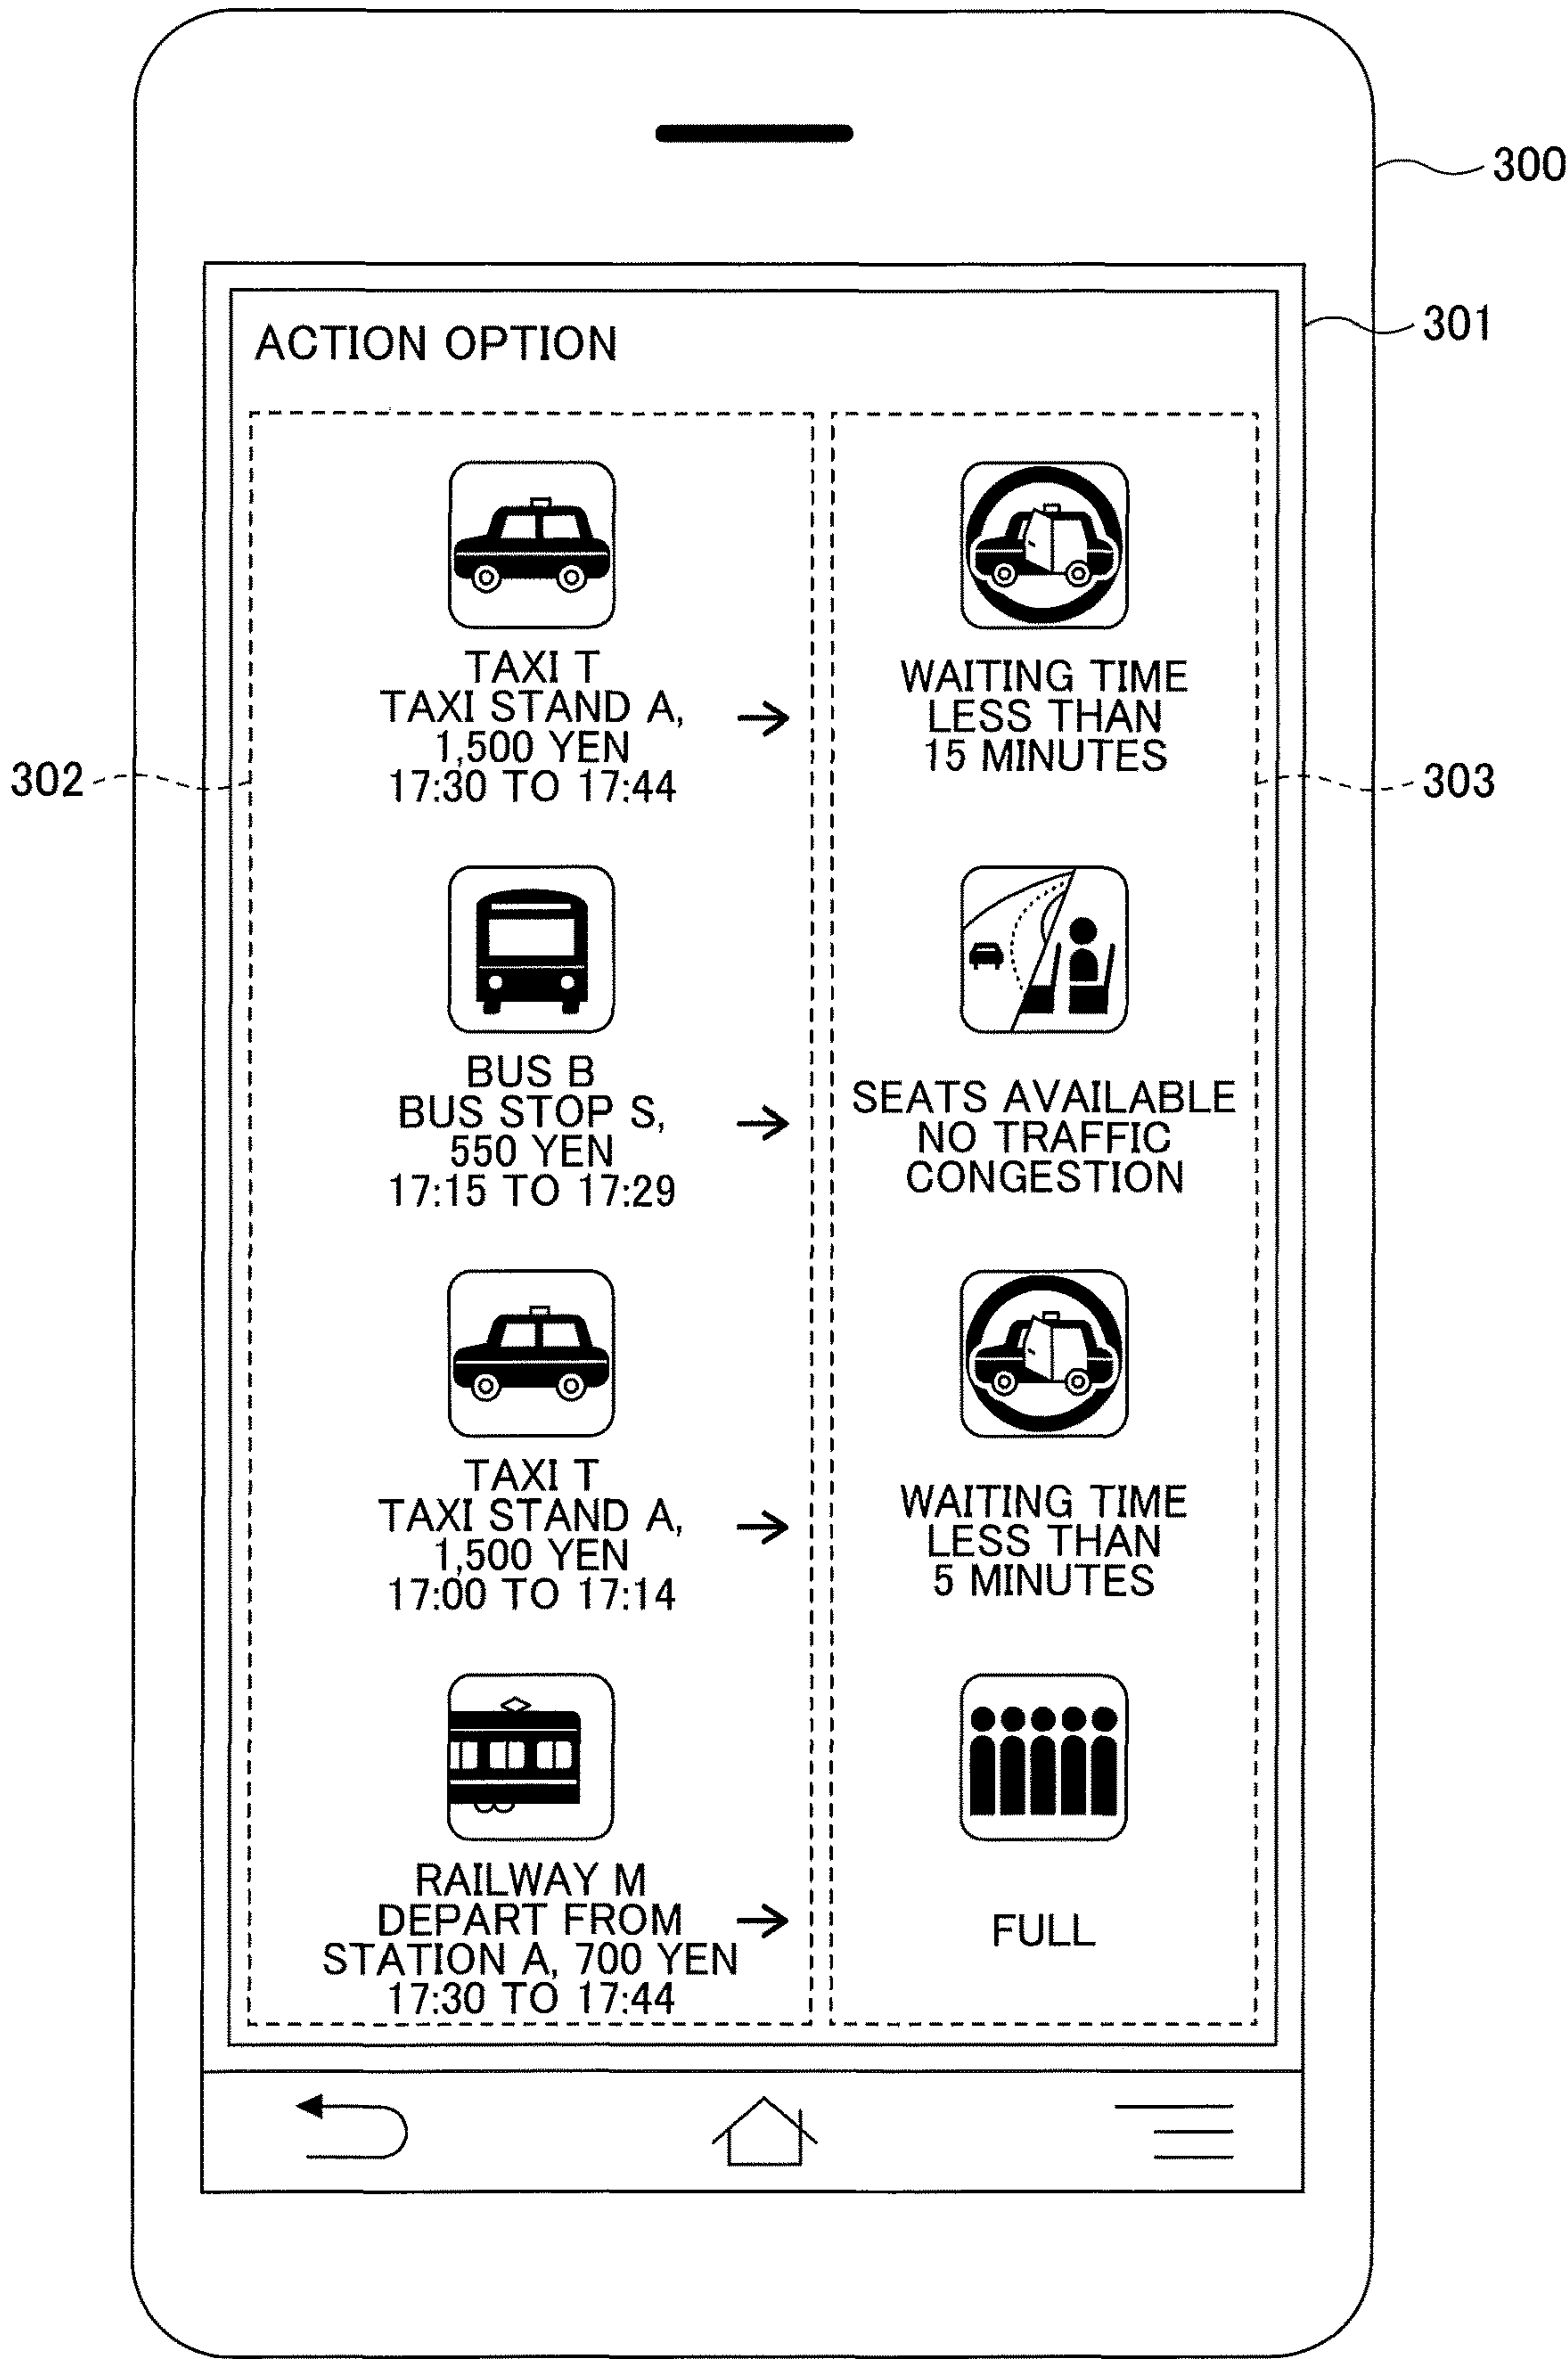 300
301
ACTION OPTION
302
303
TAXI T
TAXI STAND A,
1,500 YEN
17:30 TO 17:44
WAITING TIME
LESS THAN
15 MINUTES
BUS B
BUS STOP S,
550 YEN
17:15 TO 17:29
SEATS AVAILABLE
NO TRAFFIC
CONGESTION
TAXI T
TAXI STAND A,
1,500 YEN
17:00 TO 17:14
WAITING TIME
LESS THAN
5 MINUTES
RAILWAY M
DEPART FROM
STATION A, 700 YEN
17:30 TO 17:44
FULL